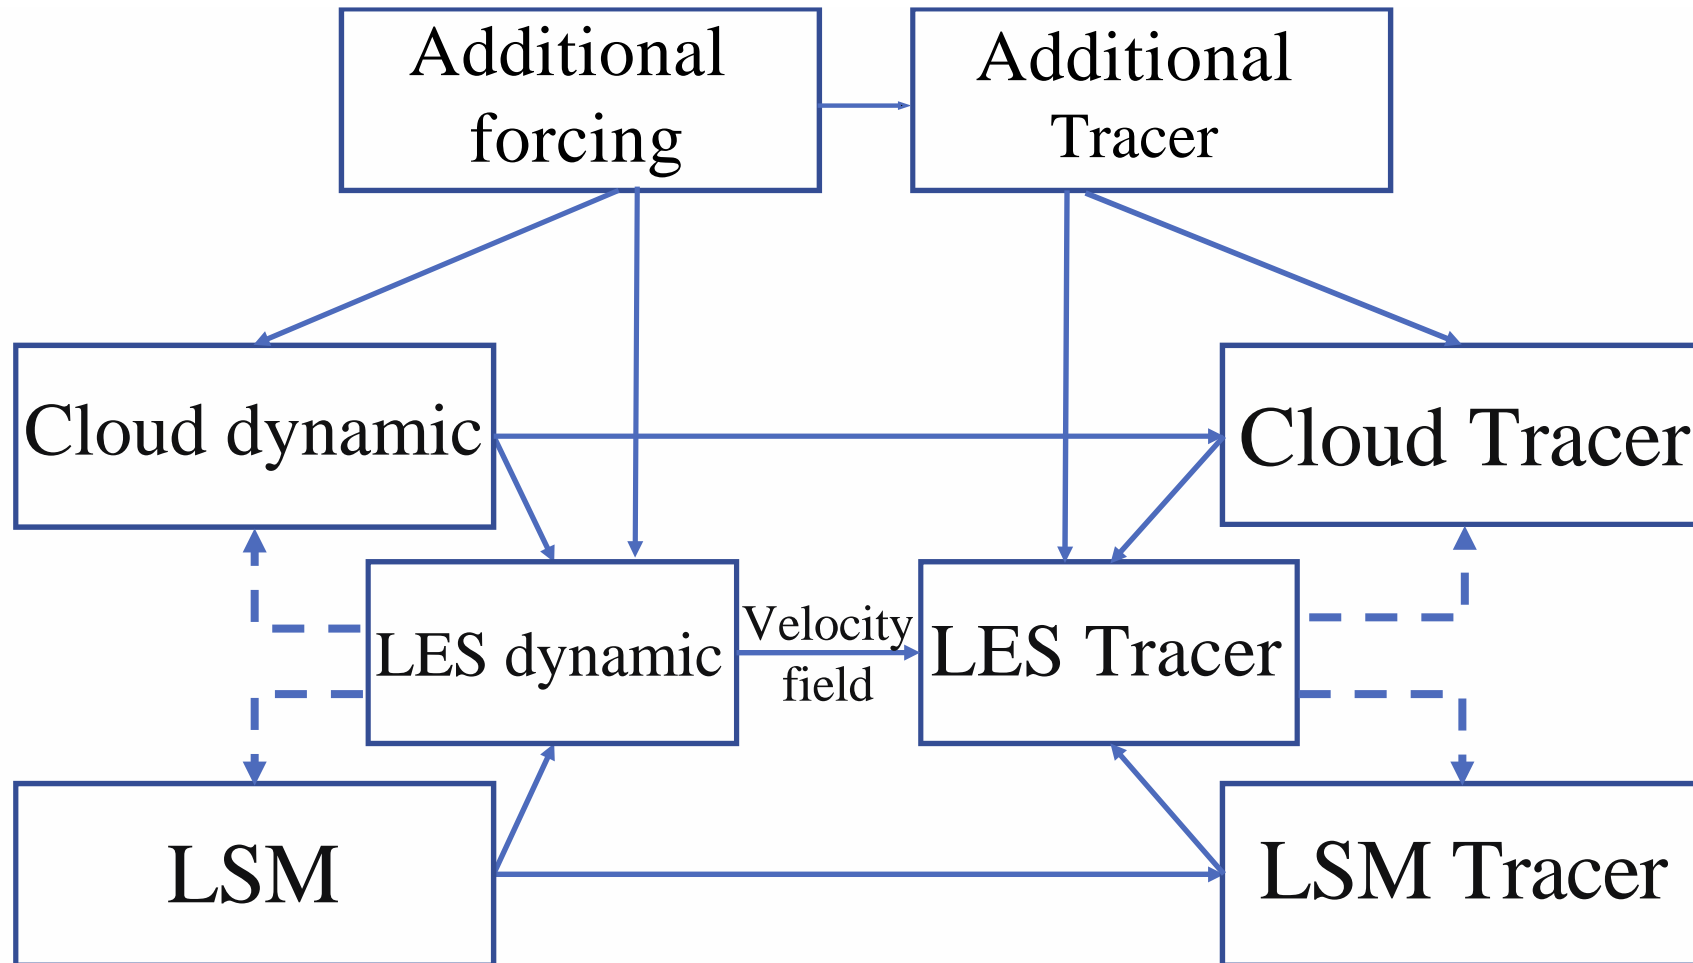 Additional
forcing
Additional
Tracer
Cloud dynamic
Cloud Tracer
LES dynamic
Velocity
field
LES Tracer
LSM
LSM Tracer